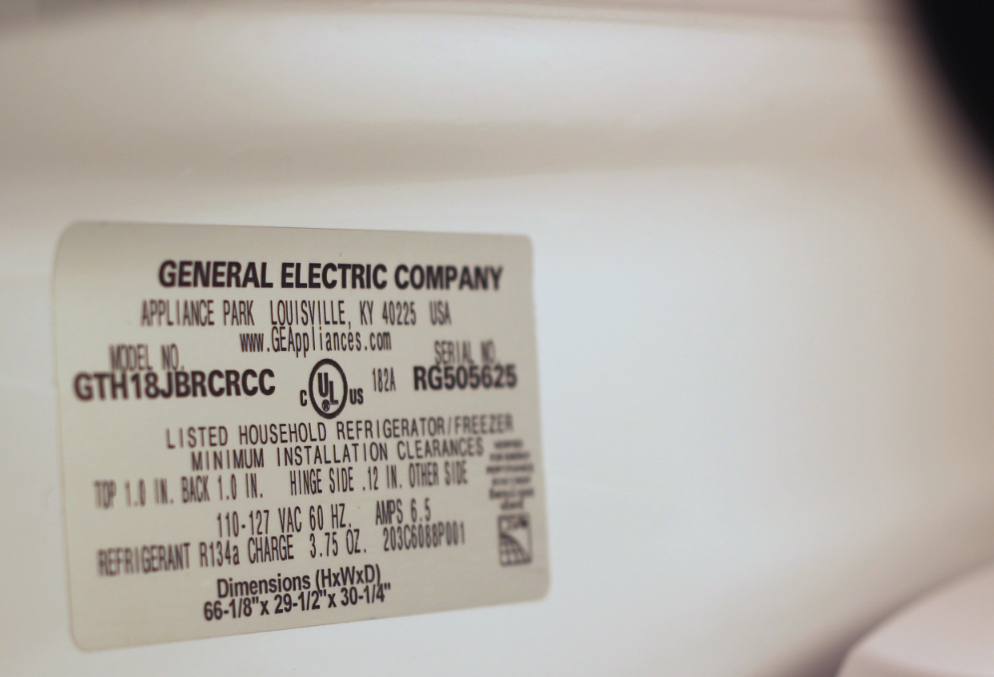 GENERAL ELECTRIC COMPANY
APPLIANCE PARK LOUISVILLE, KY 40225 USA
www.GEAppliances.com
MODEL NO. SERIAL NO.
GTH18JBRCRCC C UL ® US 182A RG505625
LISTED HOUSEHOLD REFRIGERATOR/FREEZER
MINIMUM INSTALLATION CLEARANCES
TOP 1.0 IN. BACK 1.0 IN. HINGE SIDE .12 IN. OTHER SIDE
110-127 VAC 60 HZ. AMPS 6.5
REFRIGERANT R134a CHARGE 3.75 OZ. 203C6088P001
Dimensions (HxWxD)
66-1/8"x 29-1/2"x 30-1/4"